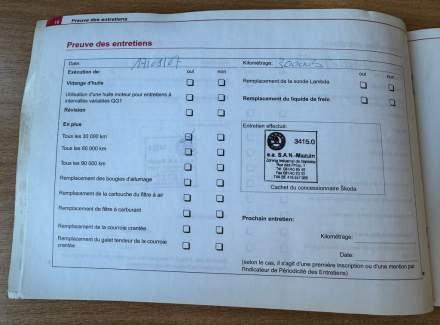 Preuve des entretiens
Preuve des entretiens
Date:
Kilométrage:
Exécution de:
oui
non
oui
non
Vidange d'huile
Remplacement de la sonde Lambda
Utilisation d'une huile moteur pour entretiens à
intervalles variables QG1
Remplacement du liquide de frein
Révision
En plus
Entretien effectué:
Tous les 30 000 km
3415.0
Tous les 60 000 km
s.a. S.A.N.-Mazuin
Tous les 90 000 km
Remplacement des bougies d'allumage
Cachet du concessionnaire Škoda
Remplacement de la cartouche du filtre à air
Remplacement du filtre à carburant
Prochain entretien:
Remplacement de la courroie crantée
Kilométrage:
Remplacement du galet tendeur de la courroie
crantée
Date:
(selon le cas, il s'agit d'une première inscription ou d'une mention par
l'Indicateur de Périodicité des Entretiens)